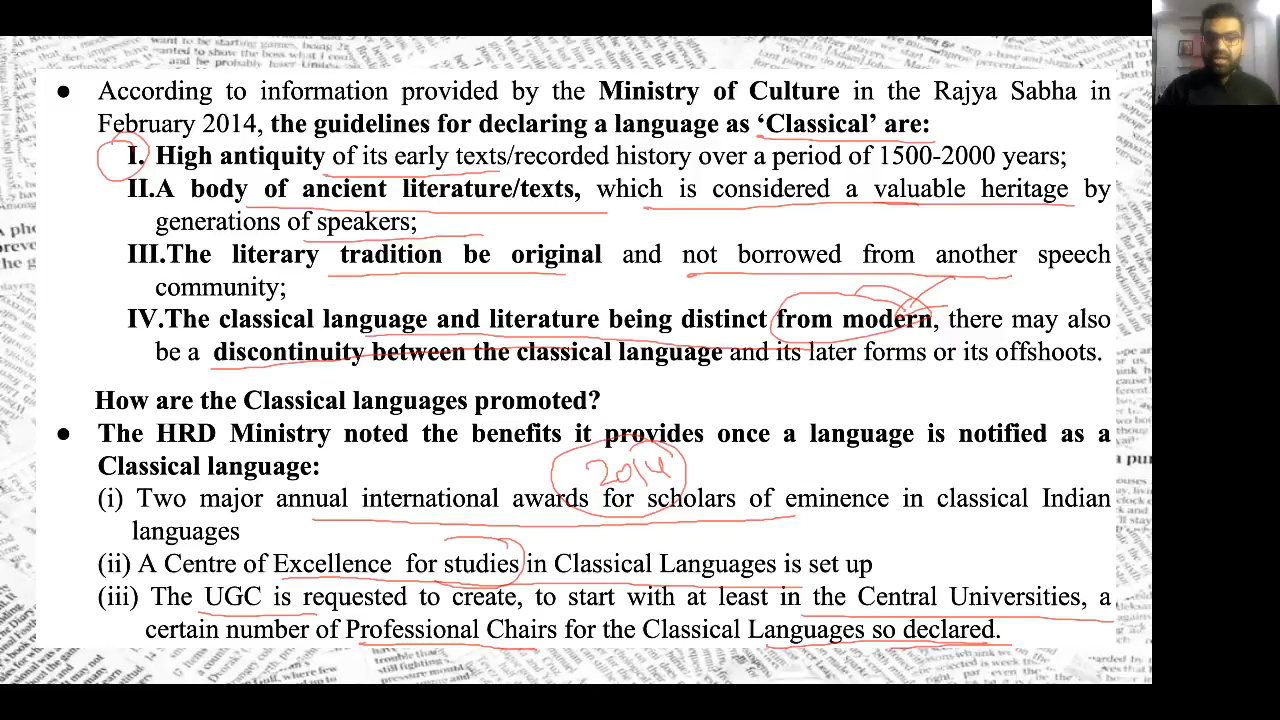 ● According to information provided by the Ministry of Culture in the Rajya Sabha in
February 2014, the guidelines for declaring a language as ‘Classical’ are:
I. High antiquity of its early texts/recorded history over a period of 1500-2000 years;
II.A body of ancient literature/texts, which is considered a valuable heritage by
generations of speakers;
III.The literary tradition be original and not borrowed from another speech
community;
IV.The classical language and literature being distinct from modern, there may also
be a discontinuity between the classical language and its later forms or its offshoots.
How are the Classical languages promoted?
● The HRD Ministry noted the benefits it provides once a language is notified as a
Classical language:
2014
(i) Two major annual international awards for scholars of eminence in classical Indian
languages
(ii) A Centre of Excellence for studies in Classical Languages is set up
(iii) The UGC is requested to create, to start with at least in the Central Universities, a
certain number of Professional Chairs for the Classical Languages so declared.